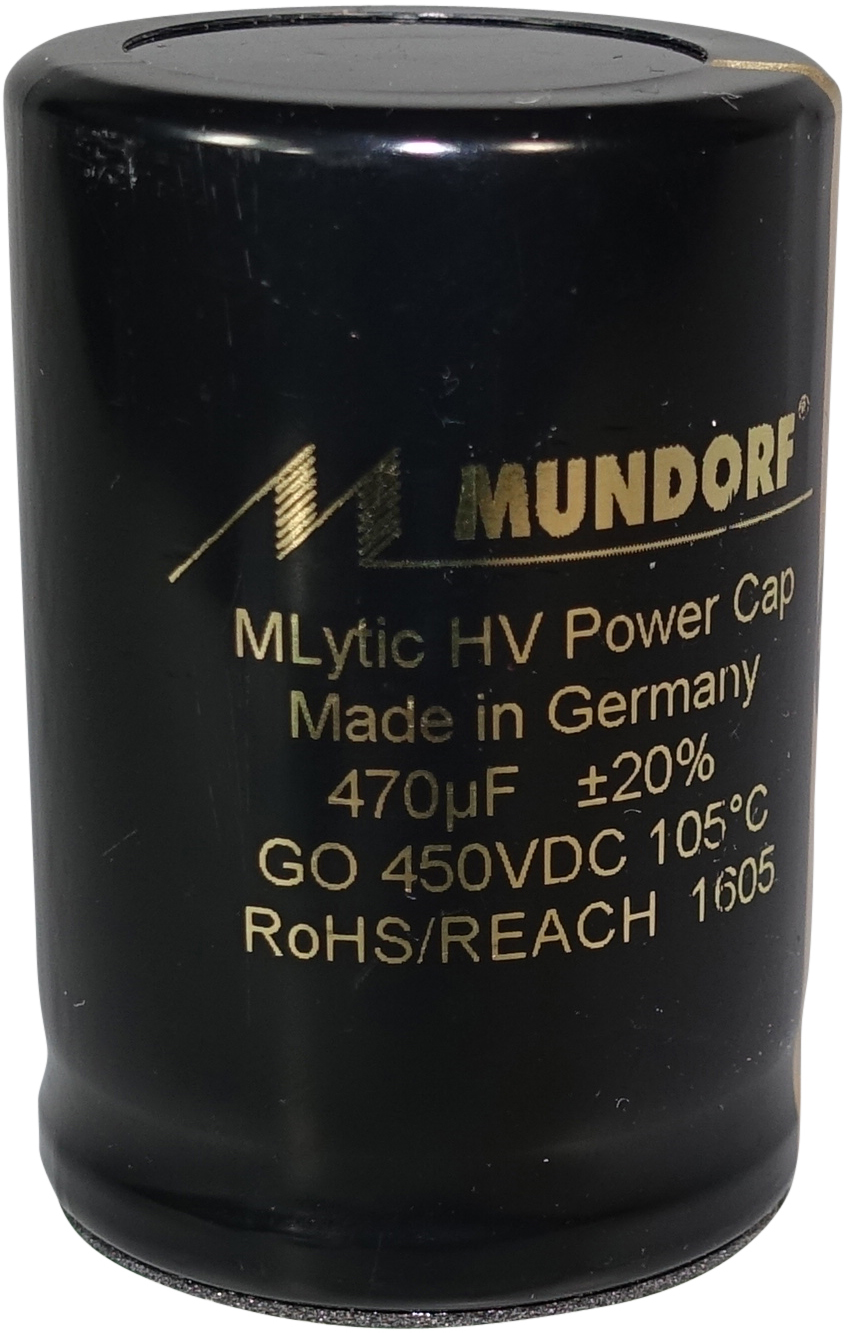 MUNDORF®
MLytic HV Power Cap
Made in Germany
470µF ±20%
GO 450VDC 105°C
RoHS/REACH 1605